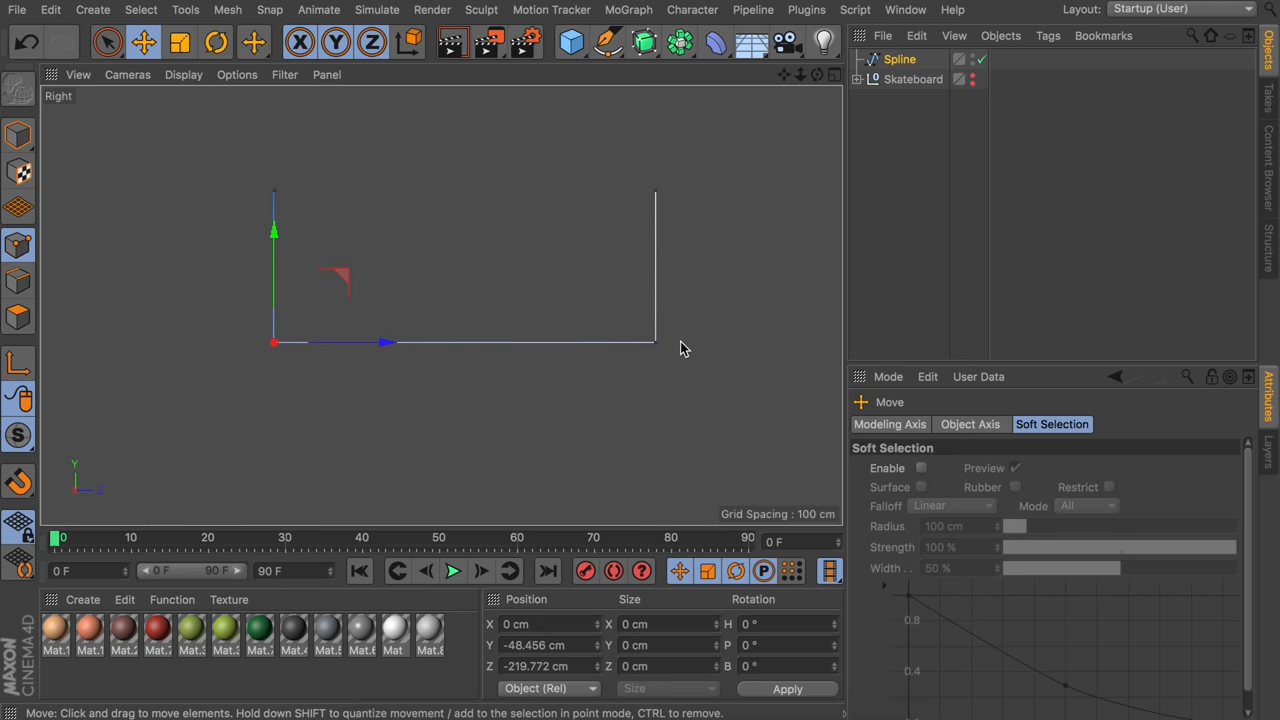 File Edit Create Select Tools Mesh Snap Animate Simulate Render Sculpt Motion Tracker MoGraph Character Pipeline Plugins Script Window Help Layout: Startup (User)
File Edit View Objects Tags Bookmarks
View Cameras Display Options Filter Panel
Right
Spline
Skateboard
Objects
Takes
Content Browser
Structure
X Y Z
S
Y
X Z
Grid Spacing : 100 cm
Mode Edit User Data
Move
Modeling Axis Object Axis Soft Selection
Soft Selection
Enable Preview
Surface Rubber Restrict
Falloff Linear Mode All
Radius 100 cm
Strength 100 %
Width . . 50 %
0.8
0.4
Attributes
Layers
0 10 20 30 40 50 60 70 80 90 0 F
0 F 0 F 90 F 90 F
P
Create Edit Function Texture
Mat.1 Mat.1 Mat.2 Mat.7 Mat.3 Mat.3 Mat.7 Mat.4 Mat.5 Mat.6 Mat Mat.8
Position Size Rotation
X 0 cm X 0 cm H 0 °
Y -48.456 cm Y 0 cm P 0 °
Z -219.772 cm Z 0 cm B 0 °
Object (Rel) Size Apply
MAXON
CINEMA 4D
Move: Click and drag to move elements. Hold down SHIFT to quantize movement / add to the selection in point mode, CTRL to remove.